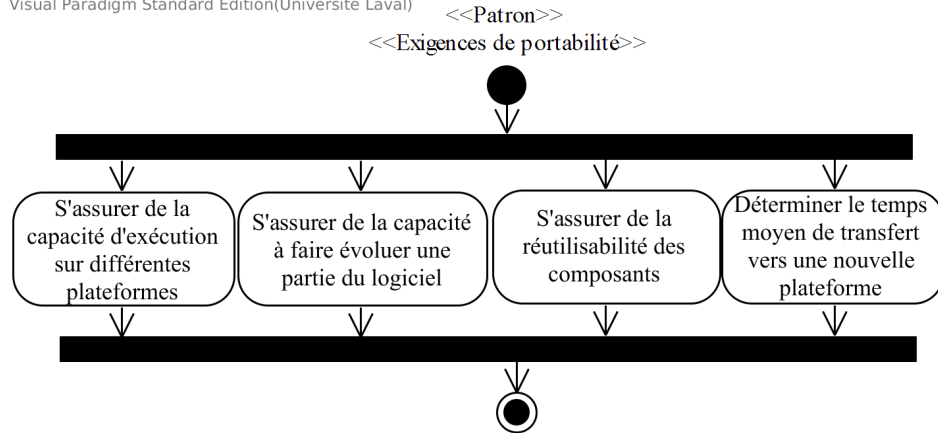 Visual Paradigm Standard Edition(Université Laval)
<<Patron>>
<<Exigences de portabilité>>
S'assurer de la
capacité d'exécution
sur différentes
plateformes
S'assurer de la capacité
à faire évoluer une
partie du logiciel
S'assurer de la
réutilisabilité des
composants
Déterminer le temps
moyen de transfert
vers une nouvelle
plateforme